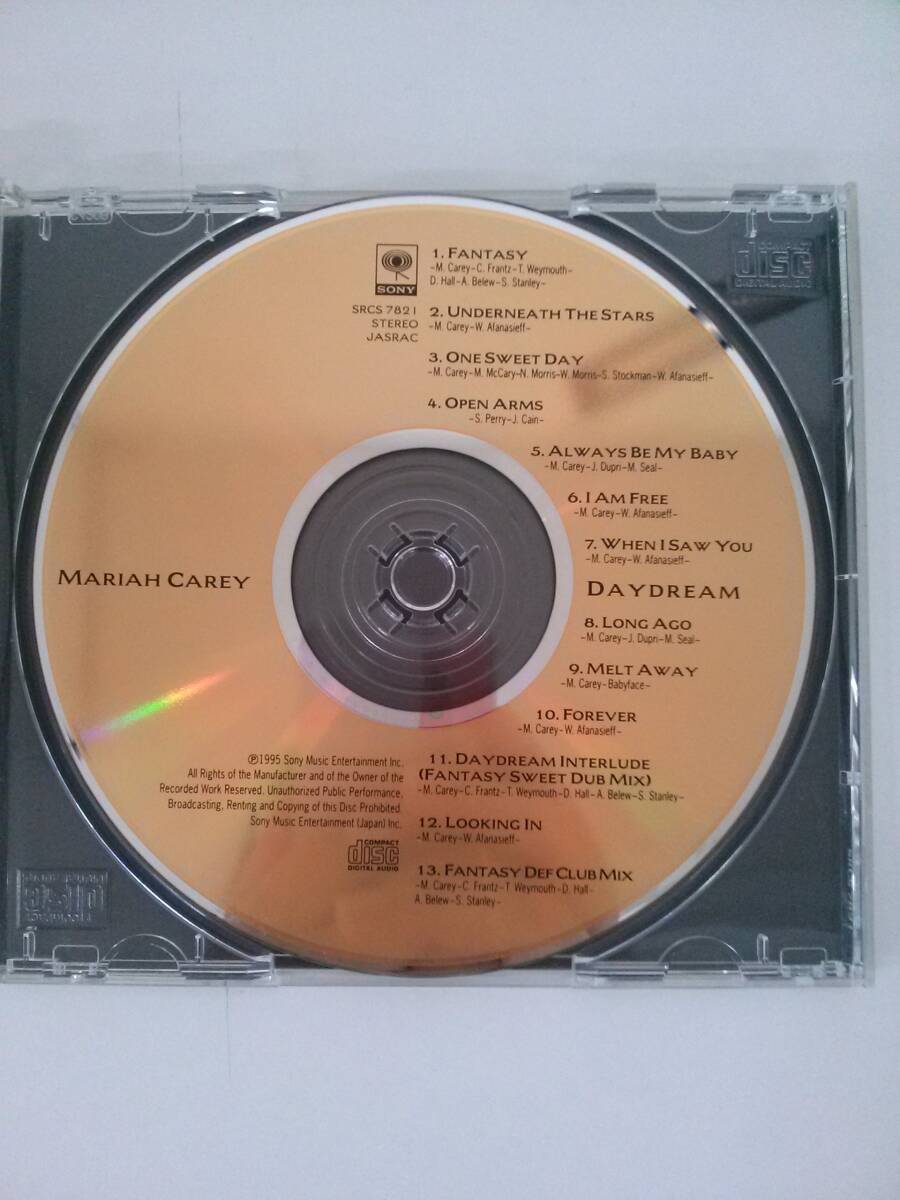 SONY
SRCS 7821
STEREO
JASRAC
1. FANTASY
-M. Carey-C. Frantz-T. Weymouth-
D. Hall-A. Belew-S. Stanley-
2. UNDERNEATH THE STARS
-M. Carey-W. Afanasieff-
3. ONE SWEET DAY
-M. Carey-M. McCary-N. Morris-W. Morris-S. Stockman-W. Afanasieff-
4. OPEN ARMS
-S. Perry-J. Cain-
5. ALWAYS BE MY BABY
-M. Carey-J. Dupri-M. Seal-
6. I AM FREE
-M. Carey-W. Afanasieff-
7. WHEN I SAW YOU
-M. Carey-W. Afanasieff-
MARIAH CAREY
DAYDREAM
8. LONG AGO
-M. Carey-J. Dupri-M. Seal-
9. MELT AWAY
-M. Carey-Babyface-
10. FOREVER
-M. Carey-W. Afanasieff-
11. DAYDREAM INTERLUDE
(FANTASY SWEET DUB MIX)
-M. Carey-C. Frantz-T. Weymouth-D. Hall-A. Belew-S. Stanley-
12. LOOKING IN
-M. Carey-W. Afanasieff-
13. FANTASY DEF CLUB MIX
-M. Carey-C. Frantz-T. Weymouth-D. Hall-
A. Belew-S. Stanley-
℗1995 Sony Music Entertainment Inc.
All Rights of the Manufacturer and of the Owner of the
Recorded Work Reserved. Unauthorized Public Performance,
Broadcasting, Renting and Copying of this Disc Prohibited.
Sony Music Entertainment (Japan) Inc.
COMPACT
disc
DIGITAL AUDIO
COMPACT
disc
DIGITAL AUDIO